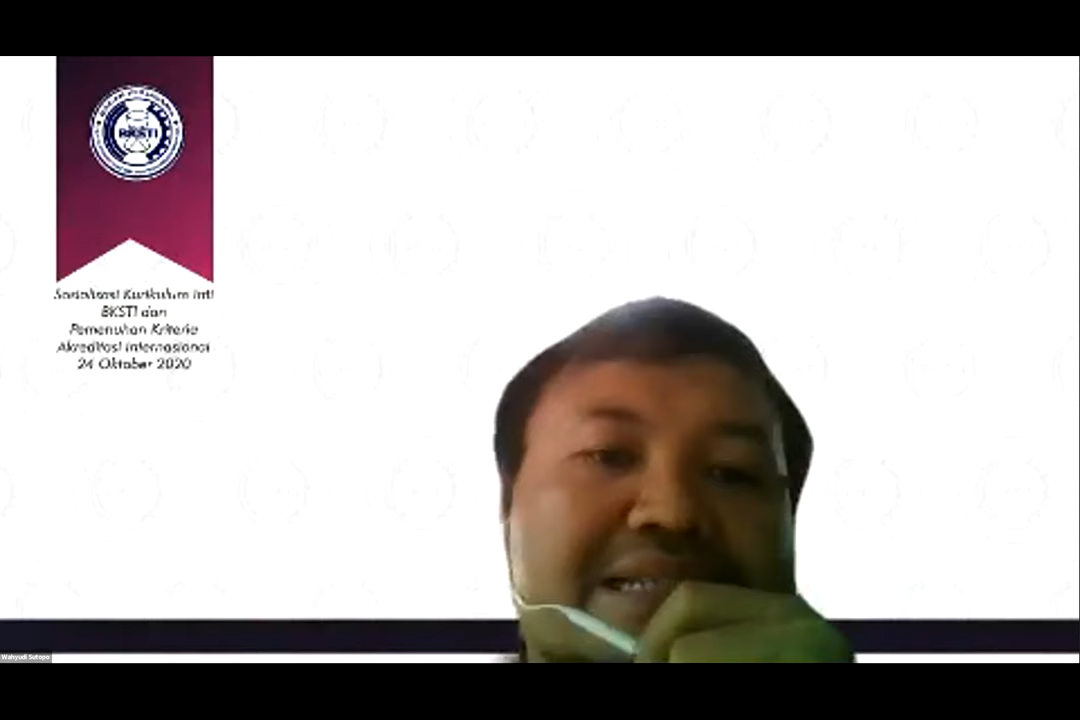 BKSTI
Sosialisasi Kurikulum Inti
BKSTI dan
Pemenuhan Kriteria
Akreditasi Internasional
24 Oktober 2020
Wahyudi Sutopo